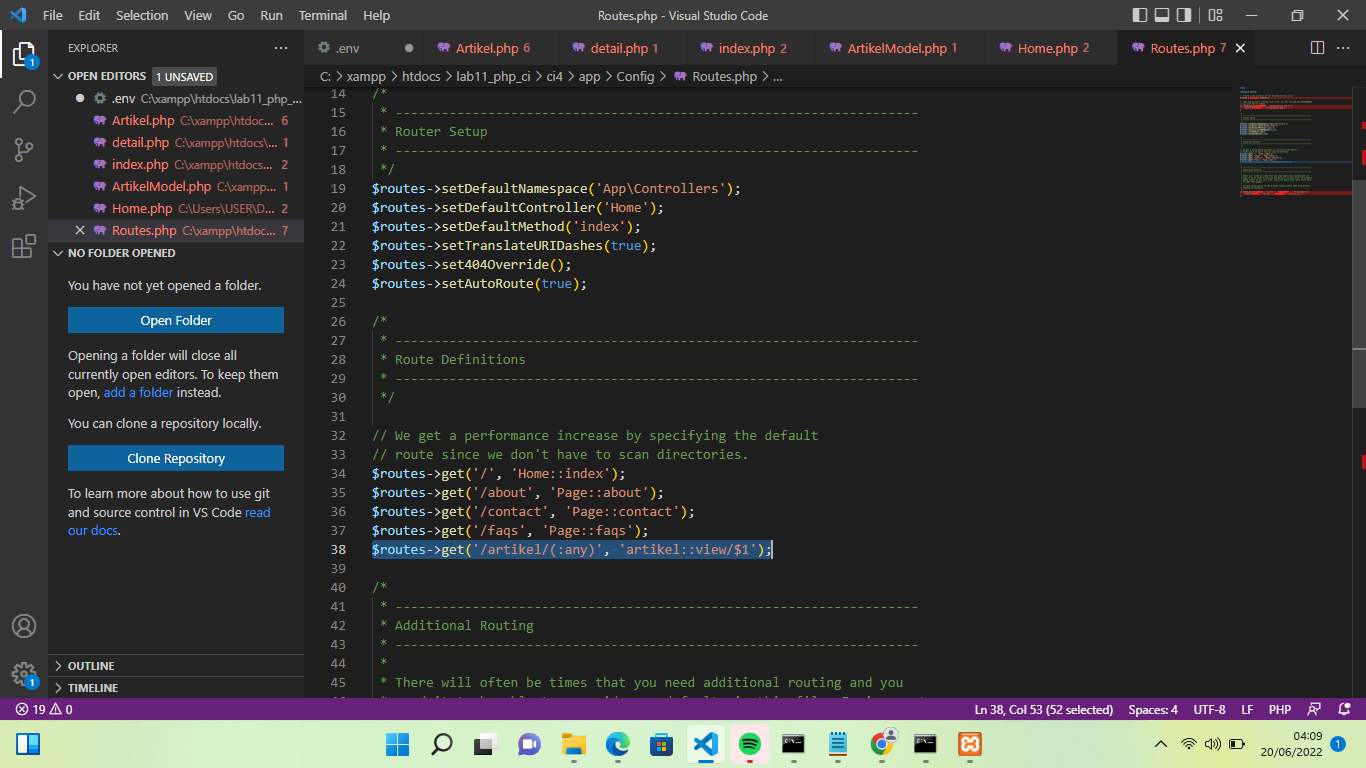 File Edit Selection View Go Run Terminal Help
Routes.php - Visual Studio Code
EXPLORER
OPEN EDITORS 1 UNSAVED
.env C:\xampp\htdocs\lab11_php_...
Artikel.php C:\xampp\htdoc... 6
detail.php C:\xampp\htdocs\... 1
index.php C:\xampp\htdocs... 2
ArtikelModel.php C:\xampp... 1
Home.php C:\Users\USER\D... 2
Routes.php C:\xampp\htdoc... 7
NO FOLDER OPENED
You have not yet opened a folder.
Open Folder
Opening a folder will close all
currently open editors. To keep them
open, add a folder instead.
You can clone a repository locally.
Clone Repository
To learn more about how to use git
and source control in VS Code read
our docs.
OUTLINE
TIMELINE
1
1
.env
Artikel.php 6
detail.php 1
index.php 2
ArtikelModel.php 1
Home.php 2
Routes.php 7
C: > xampp > htdocs > lab11_php_ci > ci4 > app > Config > Routes.php > ...
14 /*
15 * --------------------------------------------------------------------
16 * Router Setup
17 * --------------------------------------------------------------------
18 */
19 $routes->setDefaultNamespace('App\Controllers');
20 $routes->setDefaultController('Home');
21 $routes->setDefaultMethod('index');
22 $routes->setTranslateURIDashes(true);
23 $routes->set404Override();
24 $routes->setAutoRoute(true);
25
26 /*
27 * --------------------------------------------------------------------
28 * Route Definitions
29 * --------------------------------------------------------------------
30 */
31
32 // We get a performance increase by specifying the default
33 // route since we don't have to scan directories.
34 $routes->get('/', 'Home::index');
35 $routes->get('/about', 'Page::about');
36 $routes->get('/contact', 'Page::contact');
37 $routes->get('/faqs', 'Page::faqs');
38 $routes->get('/artikel/(:any)', 'artikel::view/$1');
39
40 /*
41 * --------------------------------------------------------------------
42 * Additional Routing
43 * --------------------------------------------------------------------
44 *
45 * There will often be times that you need additional routing and you
19 0
Ln 38, Col 53 (52 selected) Spaces: 4 UTF-8 LF PHP
04:09
20/06/2022
1